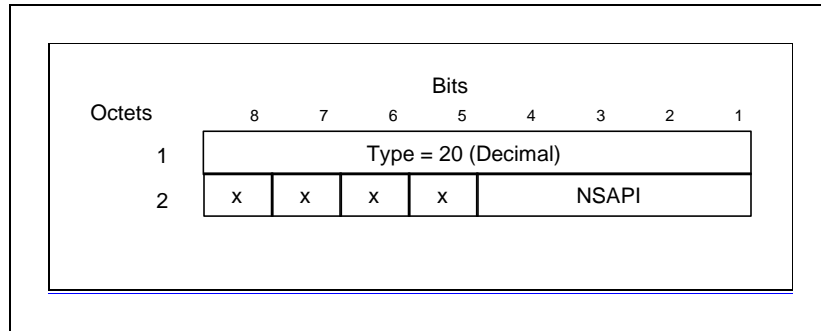 Bits
Octets 8 7 6 5 4 3 2 1
1 Type = 20 (Decimal)
2 x x x x NSAPI